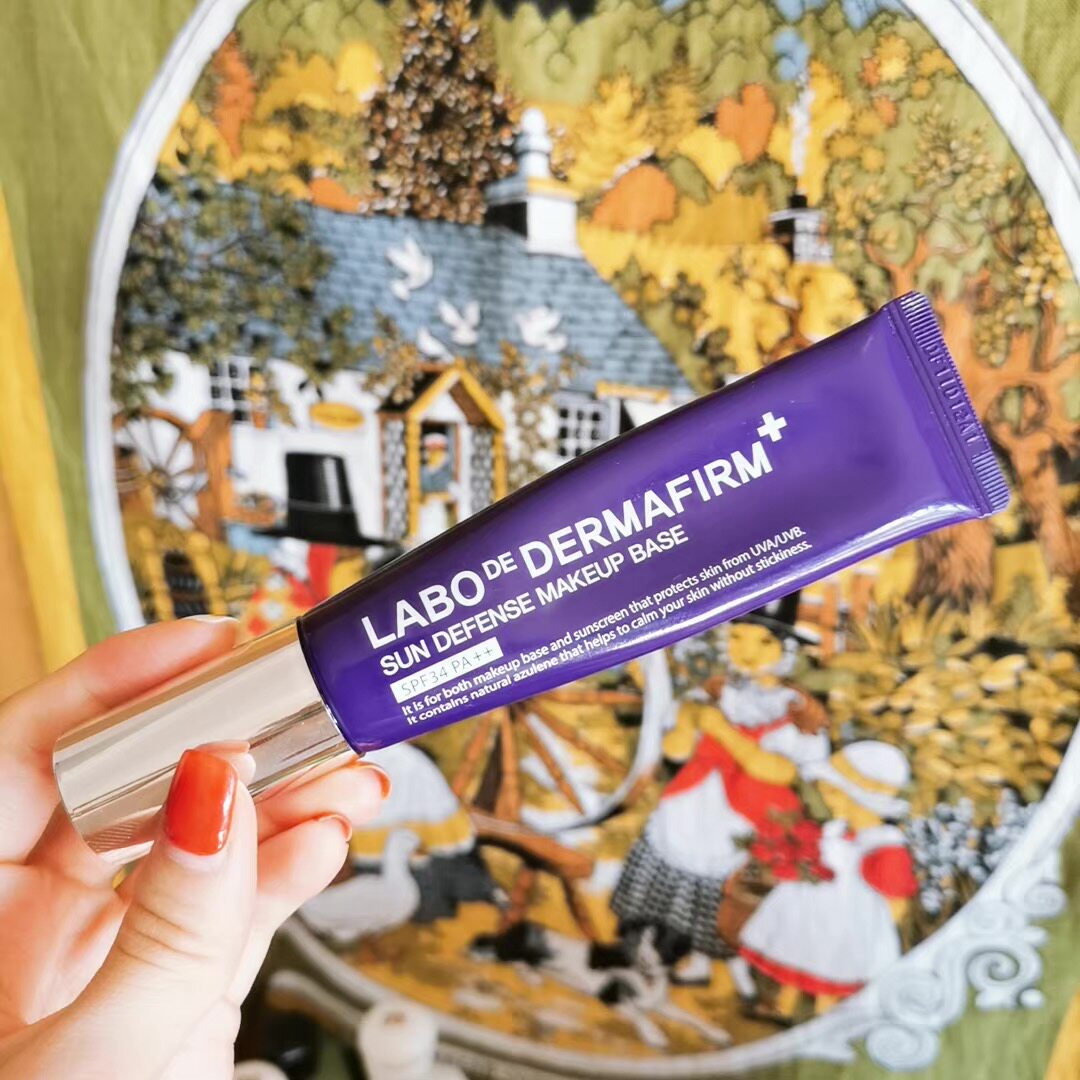 LABO DE DERMAFIRM+
SUN DEFENSE MAKEUP BASE
SPF34 PA++
It is for both makeup base and sunscreen that protects skin from UVA/UVB.
It contains natural azulene that helps to calm your skin without stickiness.